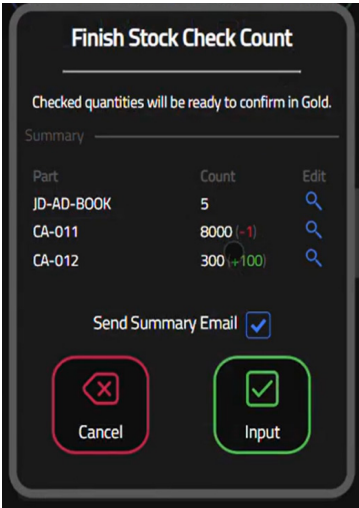 Finish Stock Check Count
Checked quantities will be ready to confirm in Gold.
Summary
Part Count Edit
JD-AD-BOOK 5
CA-011 8000 (-1)
CA-012 300 (+100)
Send Summary Email
Cancel Input